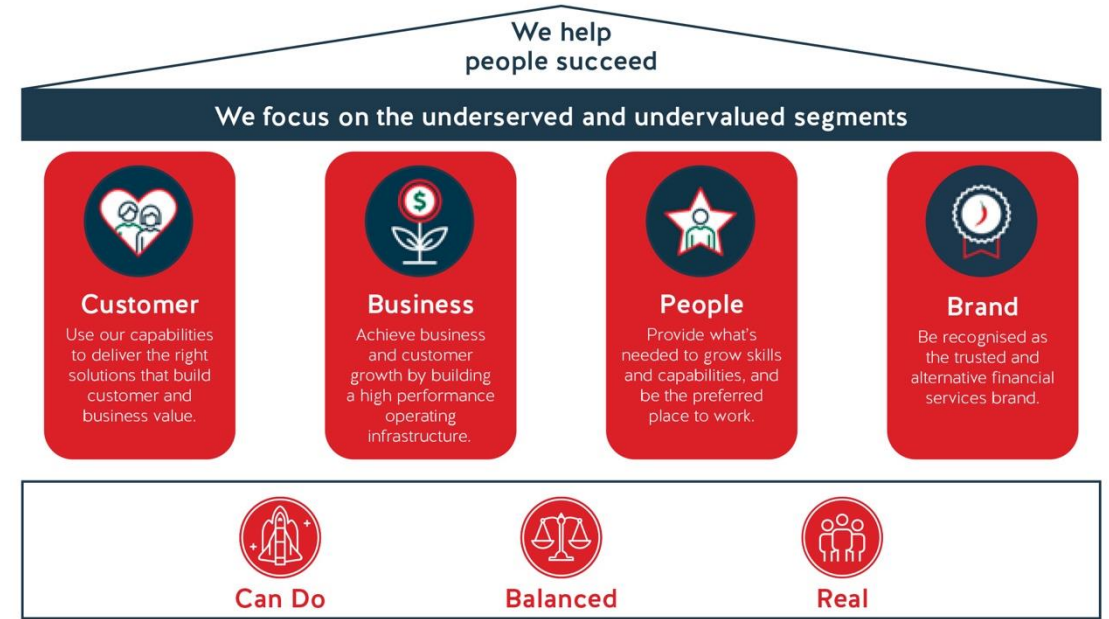 We help
people succeed
We focus on the underserved and undervalued segments
Customer
Use our capabilities
to deliver the right
solutions that build
customer and
business value.
Business
Achieve business
and customer
growth by building
a high performance
operating
infrastructure.
People
Provide what's
needed to grow skills
and capabilities, and
be the preferred
place to work.
Brand
Be recognised as
the trusted and
alternative financial
services brand.
$
Can Do
Balanced
Real